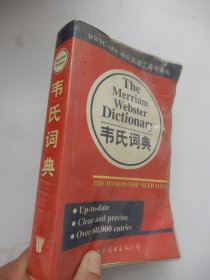 The
Merriam
Webster
Dictionary
韦氏词典
THE WORDS YOU NEED TODAY
• Up-to-date
• Clear and precise
• Over 60,000 entries
韦氏词典